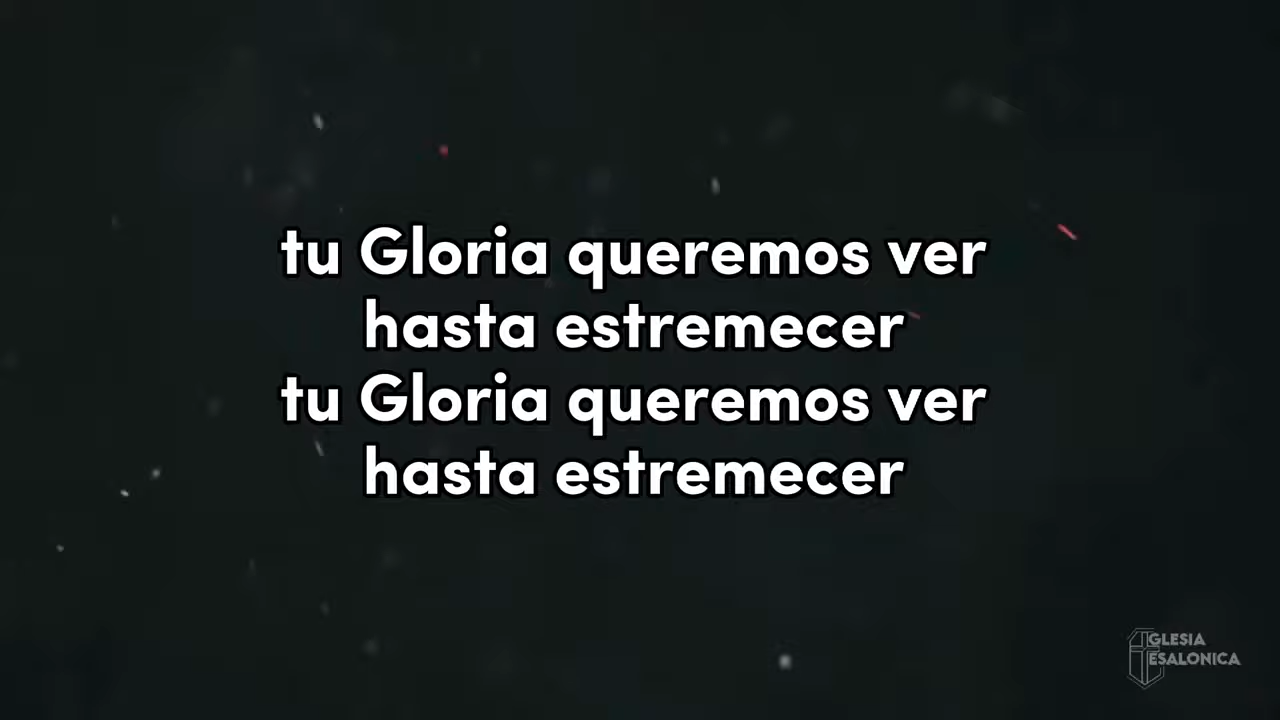 tu Gloria queremos ver
hasta estremecer
tu Gloria queremos ver
hasta estremecer
IGLESIA
TESALONICA